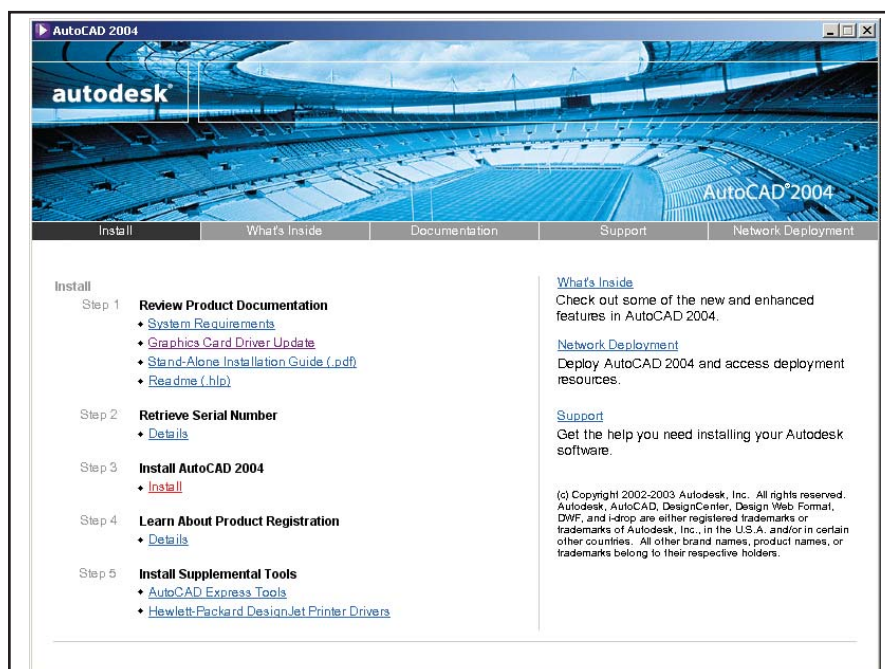 AutoCAD 2004
autodesk®
AutoCAD®2004
Install
What's Inside
Documentation
Support
Network Deployment
Install
Step 1
Review Product Documentation
System Requirements
Graphics Card Driver Update
Stand-Alone Installation Guide (.pdf)
Readme (.hlp)
Step 2
Retrieve Serial Number
Details
Step 3
Install AutoCAD 2004
Install
Step 4
Learn About Product Registration
Details
Step 5
Install Supplemental Tools
AutoCAD Express Tools
Hewlett-Packard DesignJet Printer Drivers
What's Inside
Check out some of the new and enhanced
features in AutoCAD 2004.
Network Deployment
Deploy AutoCAD 2004 and access deployment
resources.
Support
Get the help you need installing your Autodesk
software.
(c) Copyright 2002-2003 Autodesk, Inc. All rights reserved.
Autodesk, AutoCAD, DesignCenter, Design Web Format,
DWF, and i-drop are either registered trademarks or
trademarks of Autodesk, Inc., in the U.S.A. and/or in certain
other countries. All other brand names, product names, or
trademarks belong to their respective holders.